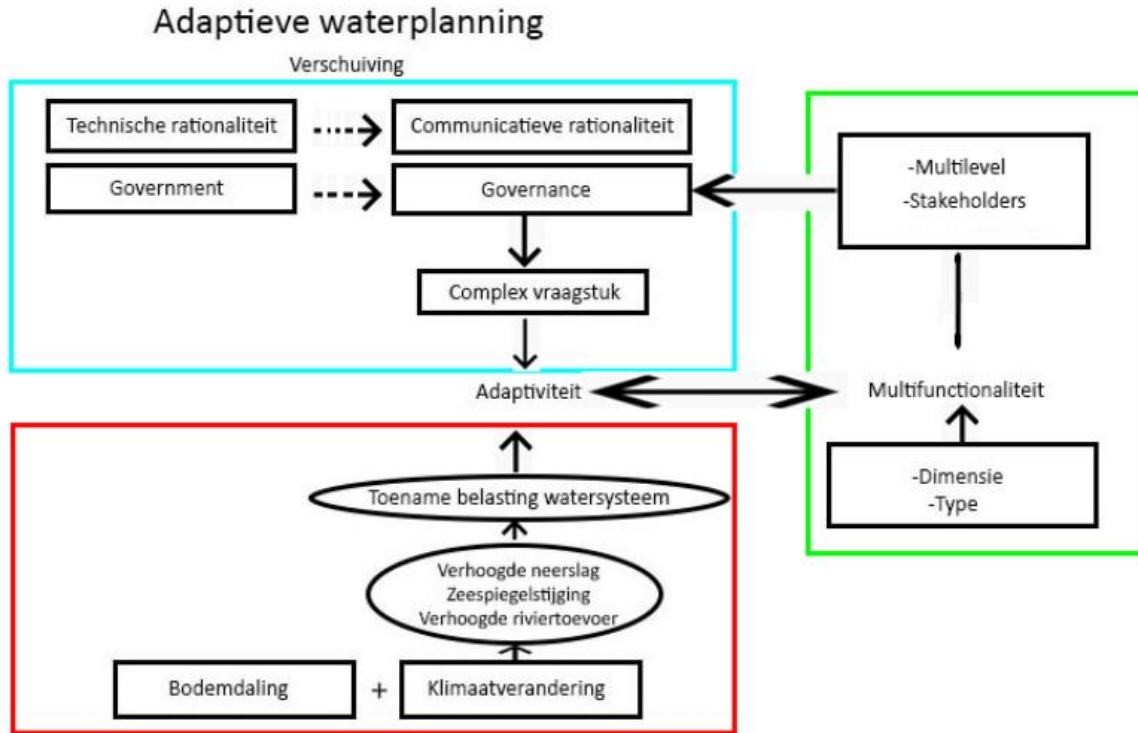 Adaptieve waterplanning
Verschuiving
Technische rationaliteit
Communicatieve rationaliteit
Government
Governance
Complex vraagstuk
Adaptiviteit
-Multilevel
-Stakeholders
Multifunctionaliteit
-Dimensie
-Type
Toename belasting watersysteem
Verhoogde neerslag
Zeespiegelstijging
Verhoogde riviertoevoer
Bodemdaling + Klimaatverandering